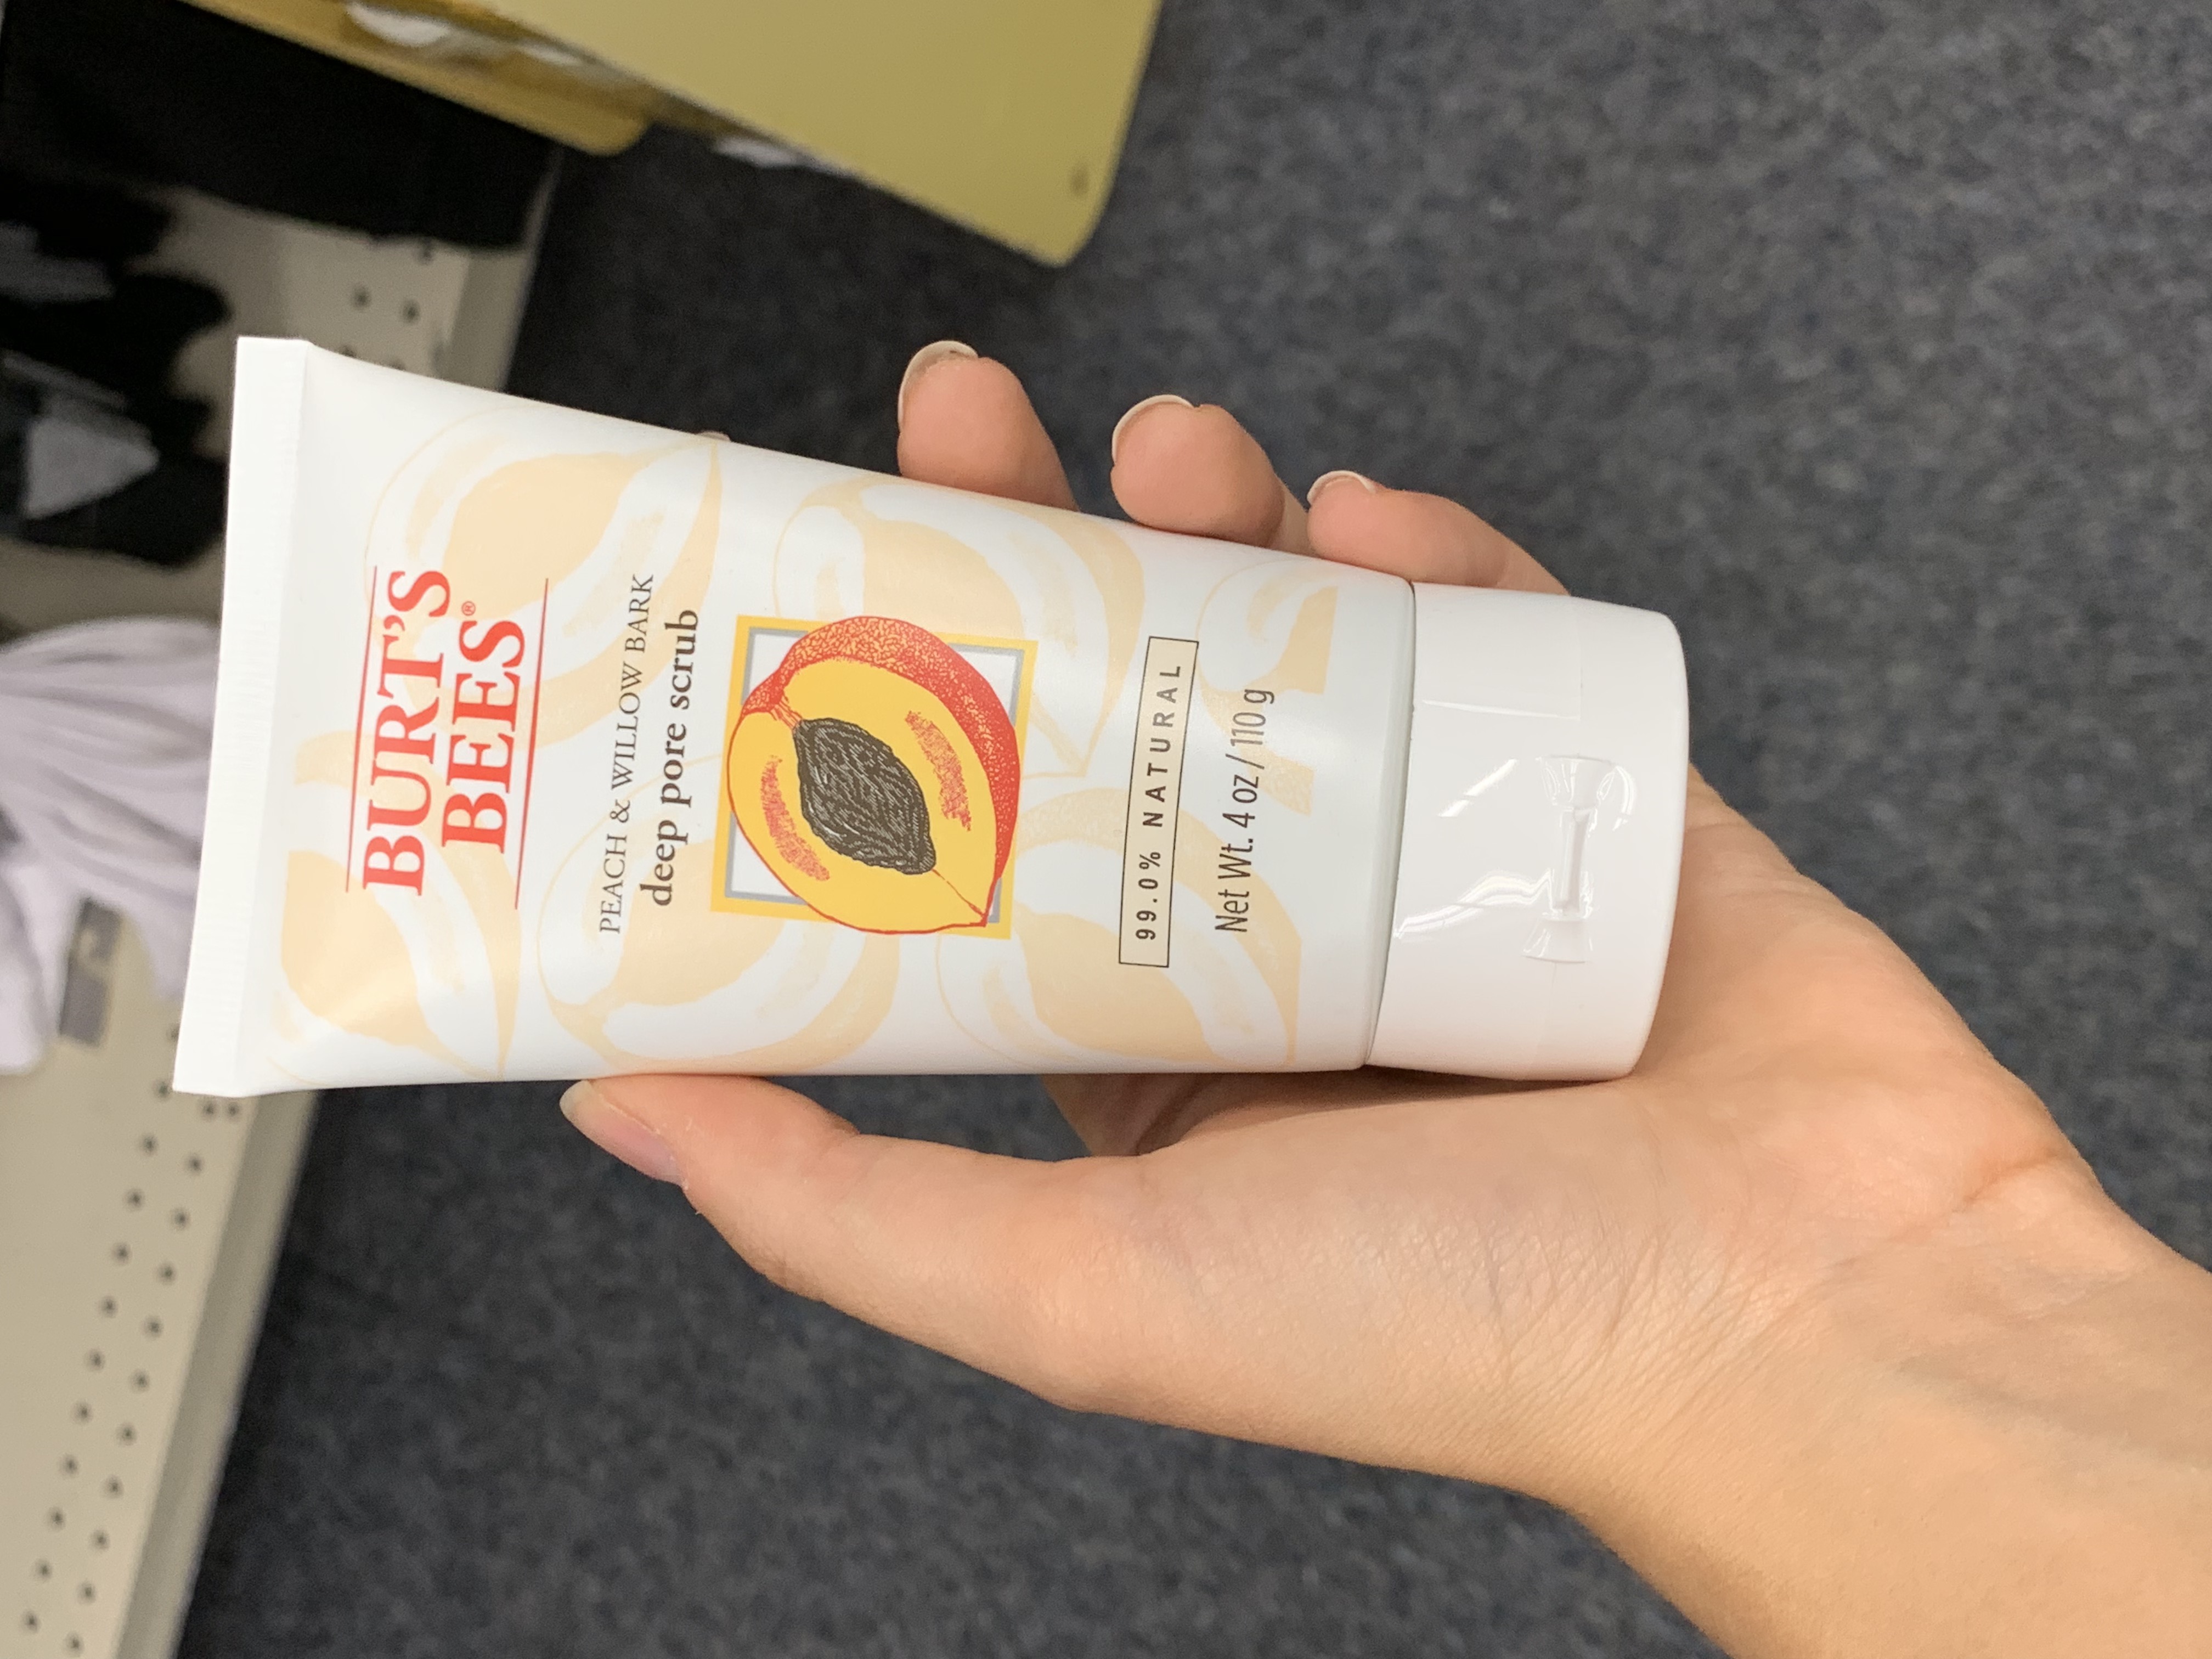 BURT'S
BEES®
PEACH & WILLOW BARK
deep pore scrub
99.0% NATURAL
Net Wt. 4 oz / 110 g